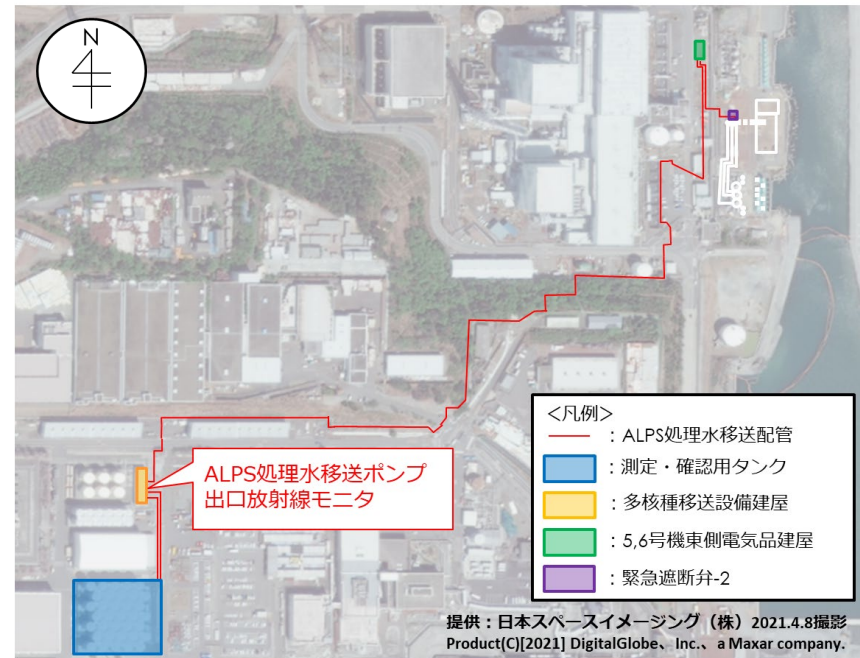 N
ALPS処理水移送ポンプ
出口放射線モニタ
<凡例>
：ALPS処理水移送配管
：測定・確認用タンク
：多核種移送設備建屋
：5,6号機東側電気品建屋
：緊急遮断弁-2
提供：日本スペースイメージング（株）2021.4.8撮影
Product(C)[2021] DigitalGlobe、Inc.、a Maxar company.